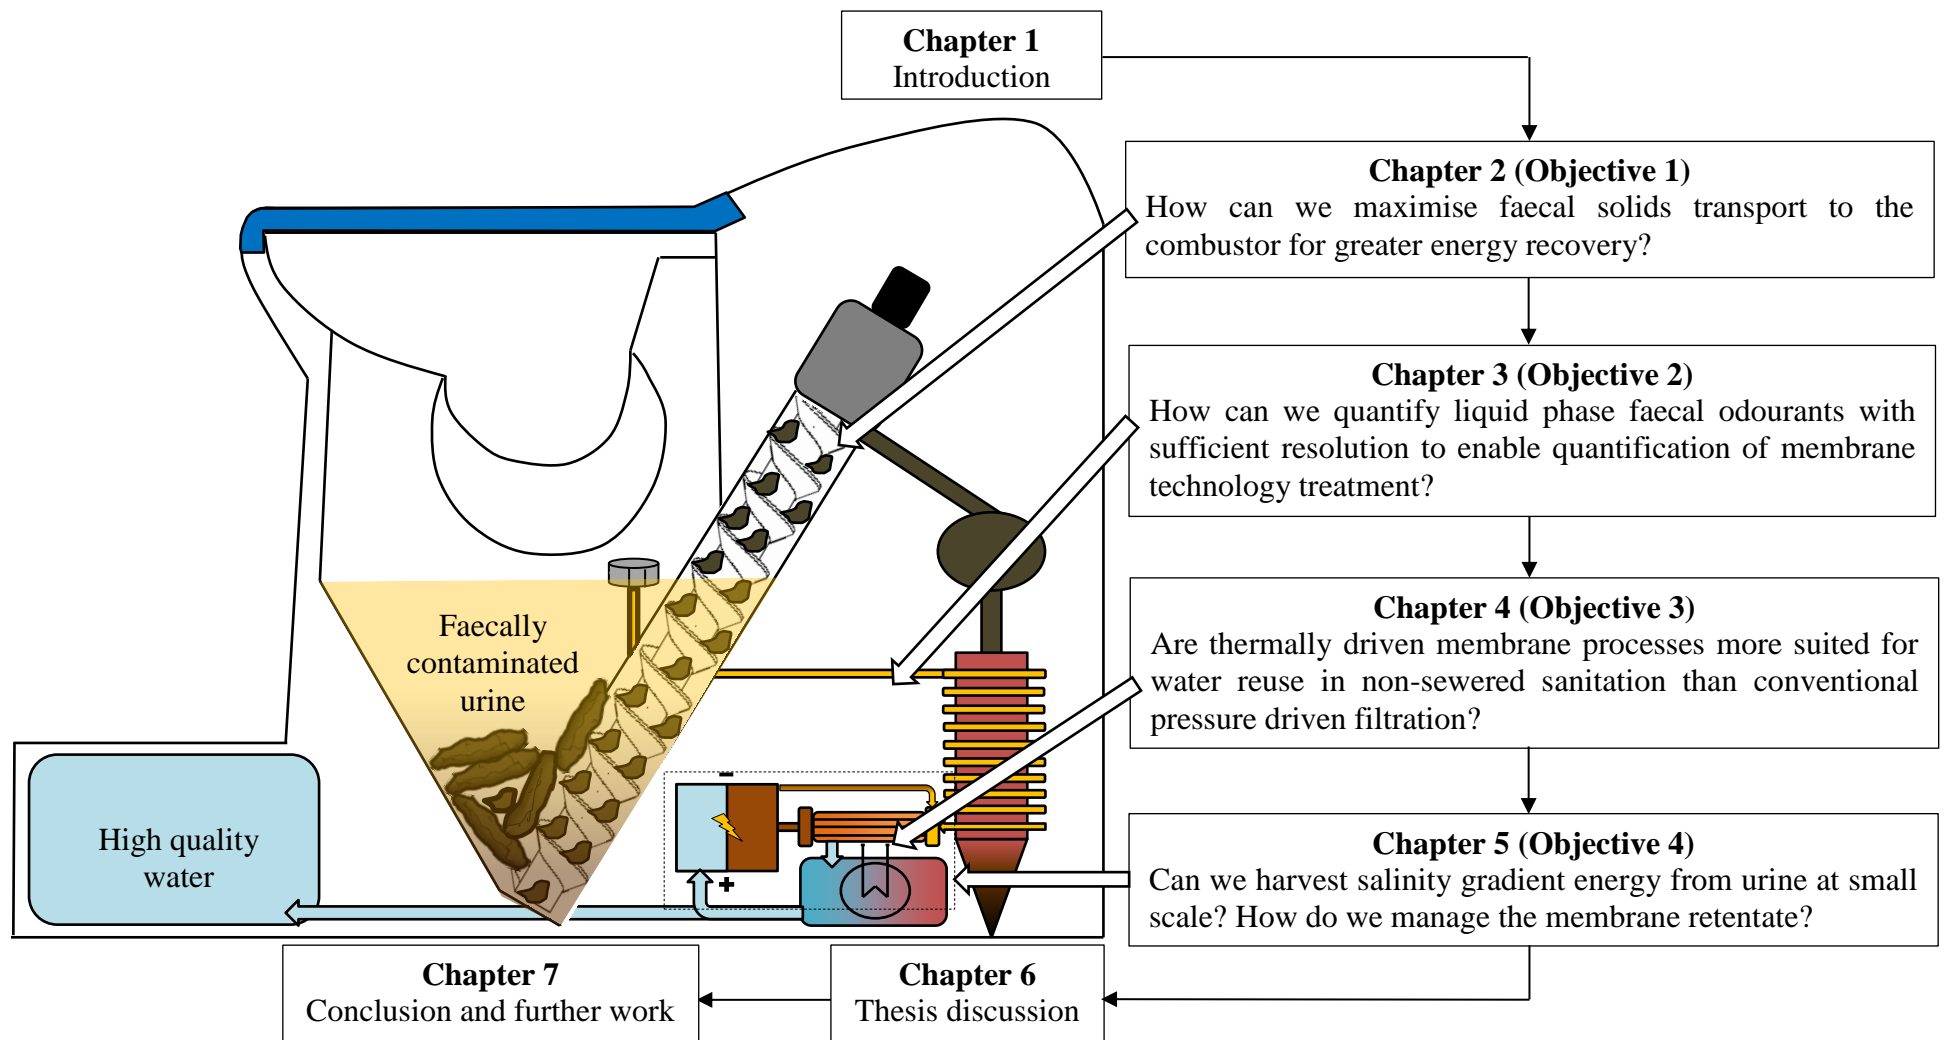 Chapter 1
Introduction
Chapter 2 (Objective 1)
How can we maximise faecal solids transport to the
combustor for greater energy recovery?
Chapter 3 (Objective 2)
How can we quantify liquid phase faecal odourants with
sufficient resolution to enable quantification of membrane
technology treatment?
Chapter 4 (Objective 3)
Are thermally driven membrane processes more suited for
water reuse in non-sewered sanitation than conventional
pressure driven filtration?
Chapter 5 (Objective 4)
Can we harvest salinity gradient energy from urine at small
scale? How do we manage the membrane retentate?
Chapter 6
Thesis discussion
Chapter 7
Conclusion and further work
Faecally
contaminated
urine
High quality
water
-
+